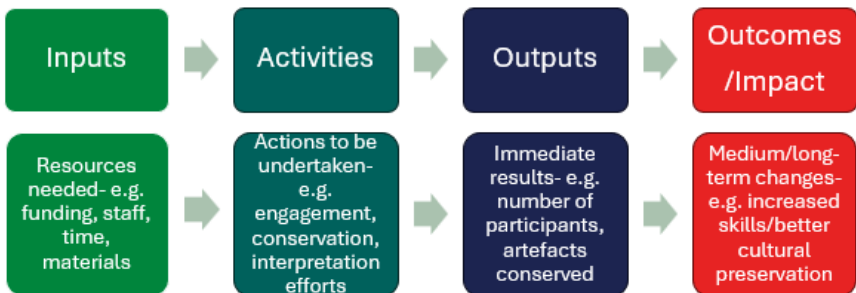 Inputs
Activities
Outputs
Outcomes
/Impact
Resources
needed- e.g.
funding, staff,
time,
materials
Actions to be
undertaken-
e.g.
engagement,
conservation,
interpretation
efforts
Immediate
results- e.g.
number of
participants,
artefacts
conserved
Medium/long-
term changes-
e.g. increased
skills/better
cultural
preservation